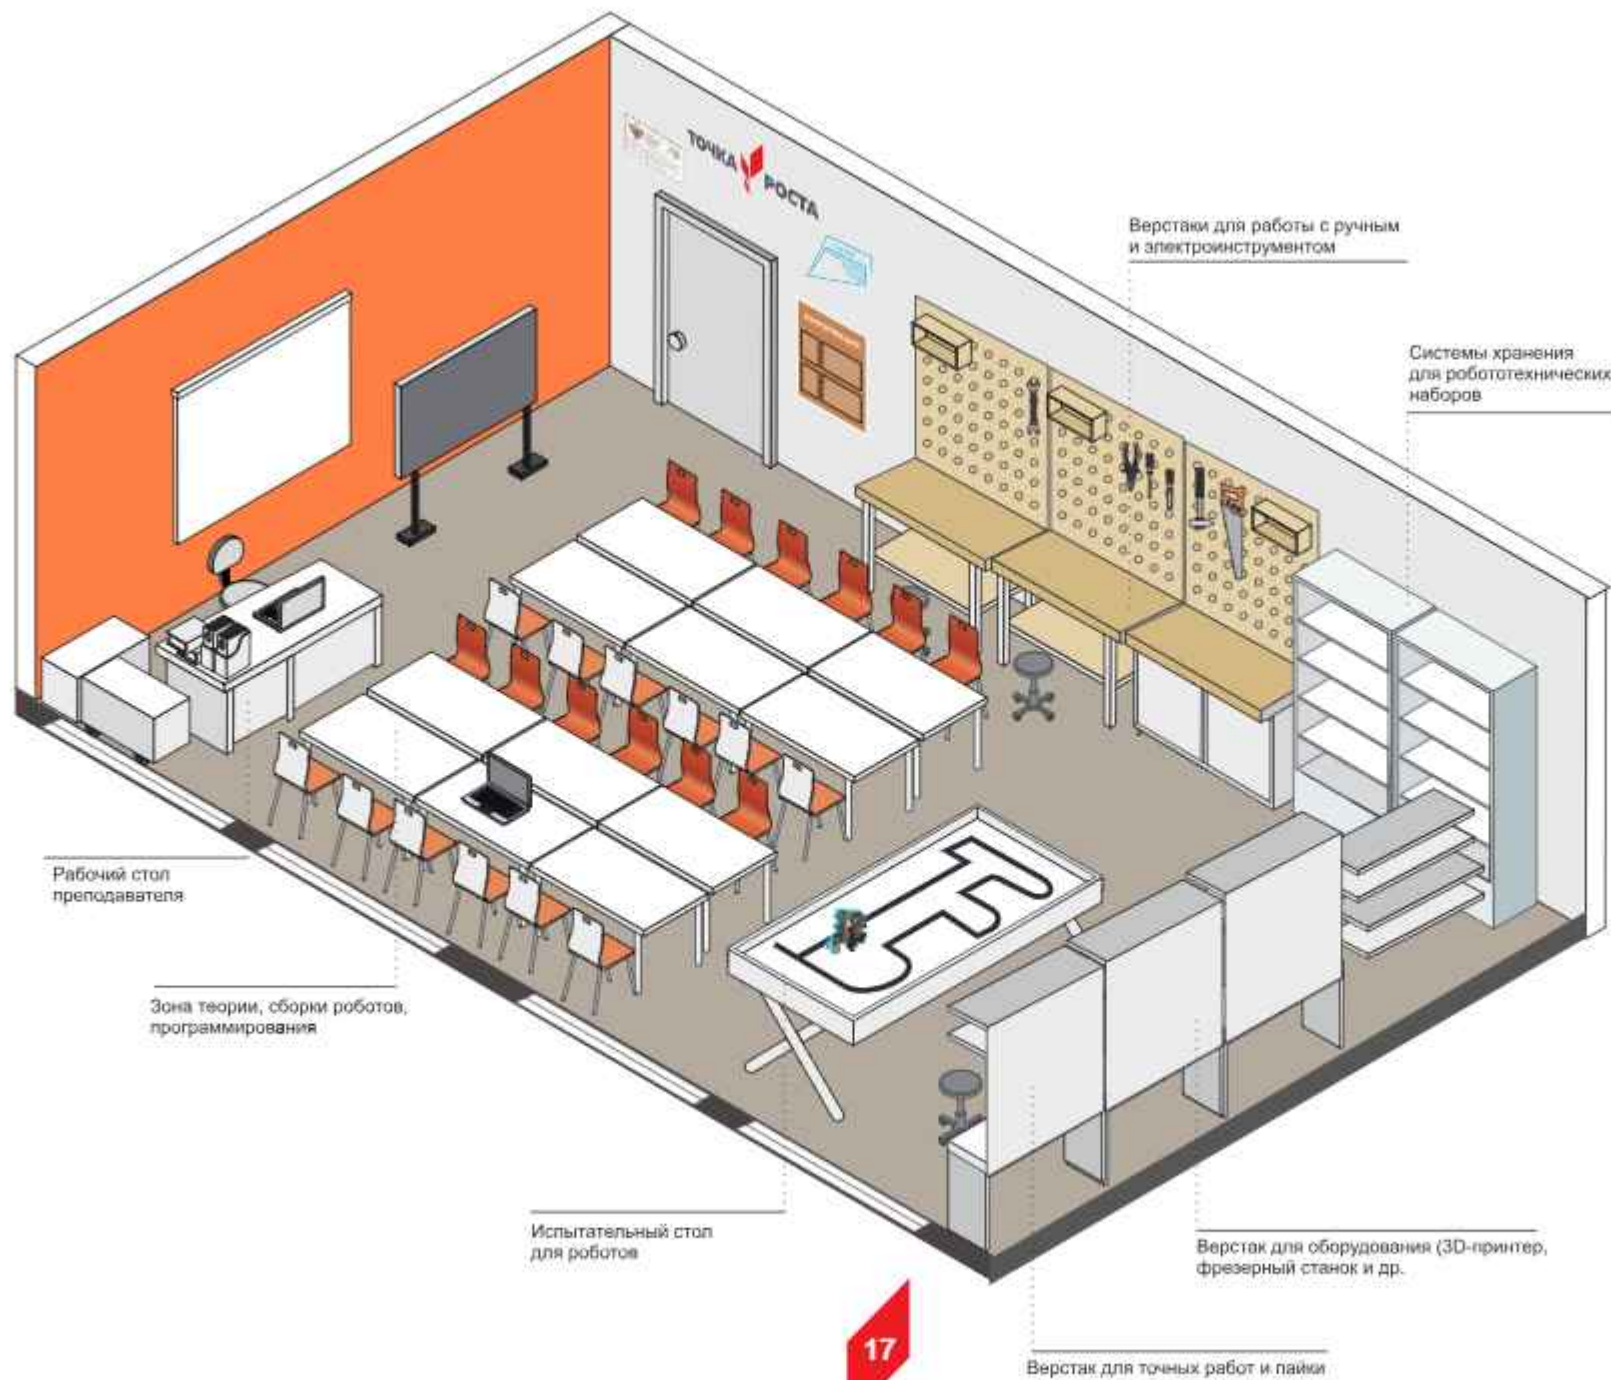 ТОЧКА
РОСТА
Верстаки для работы с ручным
и электроинструментом
Системы хранения
для робототехнических
наборов
Рабочий стол
преподавателя
Зона теории, сборки роботов,
программирования
Испытательный стол
для роботов
Верстак для оборудования (3D-принтер,
фрезерный станок и др.
Верстак для точных работ и пайки
17